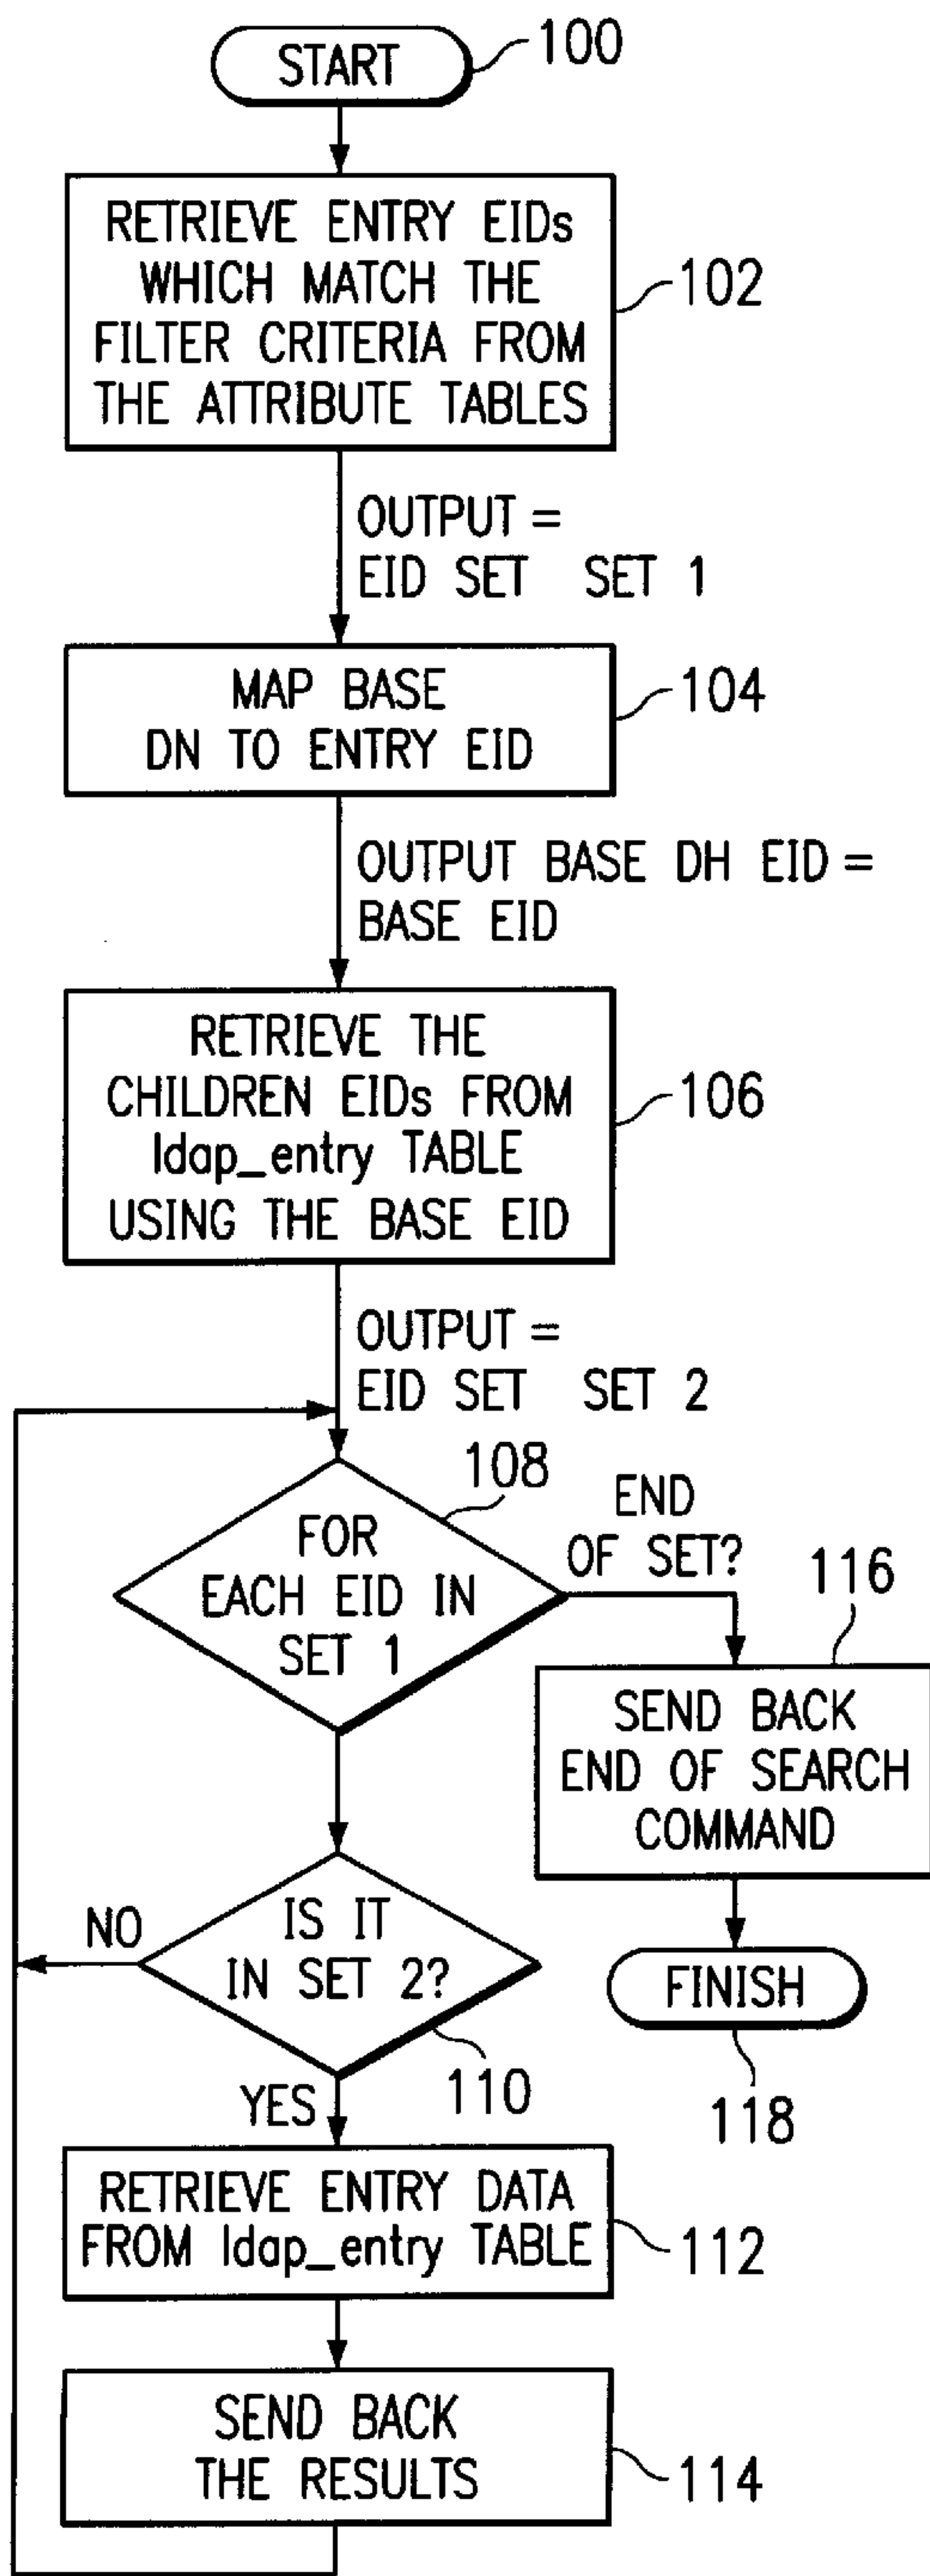 START
100
RETRIEVE ENTRY EIDs
WHICH MATCH THE
FILTER CRITERIA FROM
THE ATTRIBUTE TABLES
102
OUTPUT =
EID SET SET 1
MAP BASE
DN TO ENTRY EID
104
OUTPUT BASE DH EID =
BASE EID
RETRIEVE THE
CHILDREN EIDs FROM
ldap_entry TABLE
USING THE BASE EID
106
OUTPUT =
EID SET SET 2
108
FOR
EACH EID IN
SET 1
END
OF SET?
116
SEND BACK
END OF SEARCH
COMMAND
NO
IS IT
IN SET 2?
110
FINISH
118
YES
RETRIEVE ENTRY DATA
FROM ldap_entry TABLE
112
SEND BACK
THE RESULTS
114